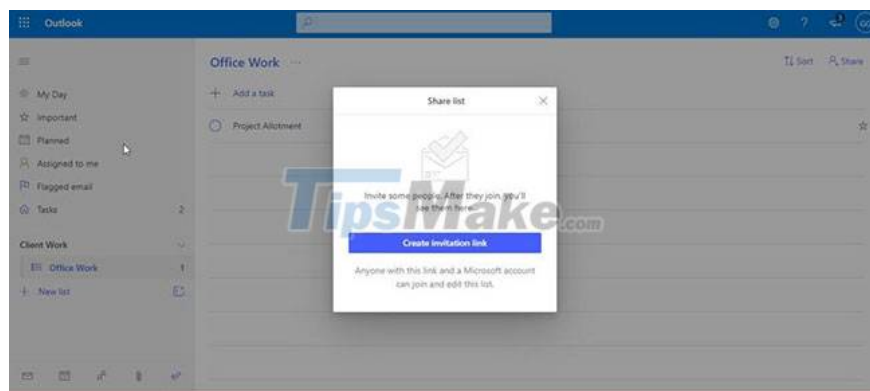 Outlook
Office Work ...
Sort
Share
My Day
Important
Planned
Assigned to me
Flagged email
Tasks 2
Client Work
Office Work 1
New list
+ Add a task
Project Allotment
Share list
Invite some people. After they join, you'll
see them here.
Create invitation link
Anyone with this link and a Microsoft account
can join and edit this list.
TipsMake.com